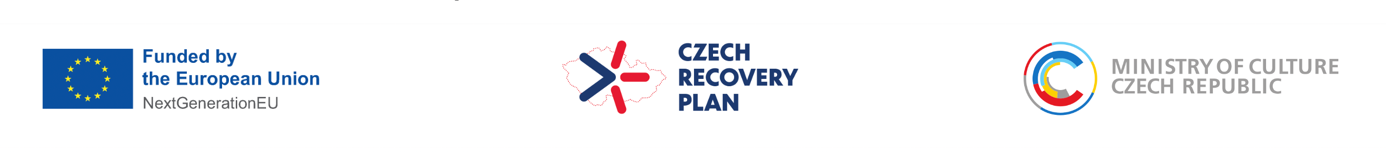 Funded by
the European Union
NextGenerationEU
CZECH
RECOVERY
PLAN
MINISTRY OF CULTURE
CZECH REPUBLIC